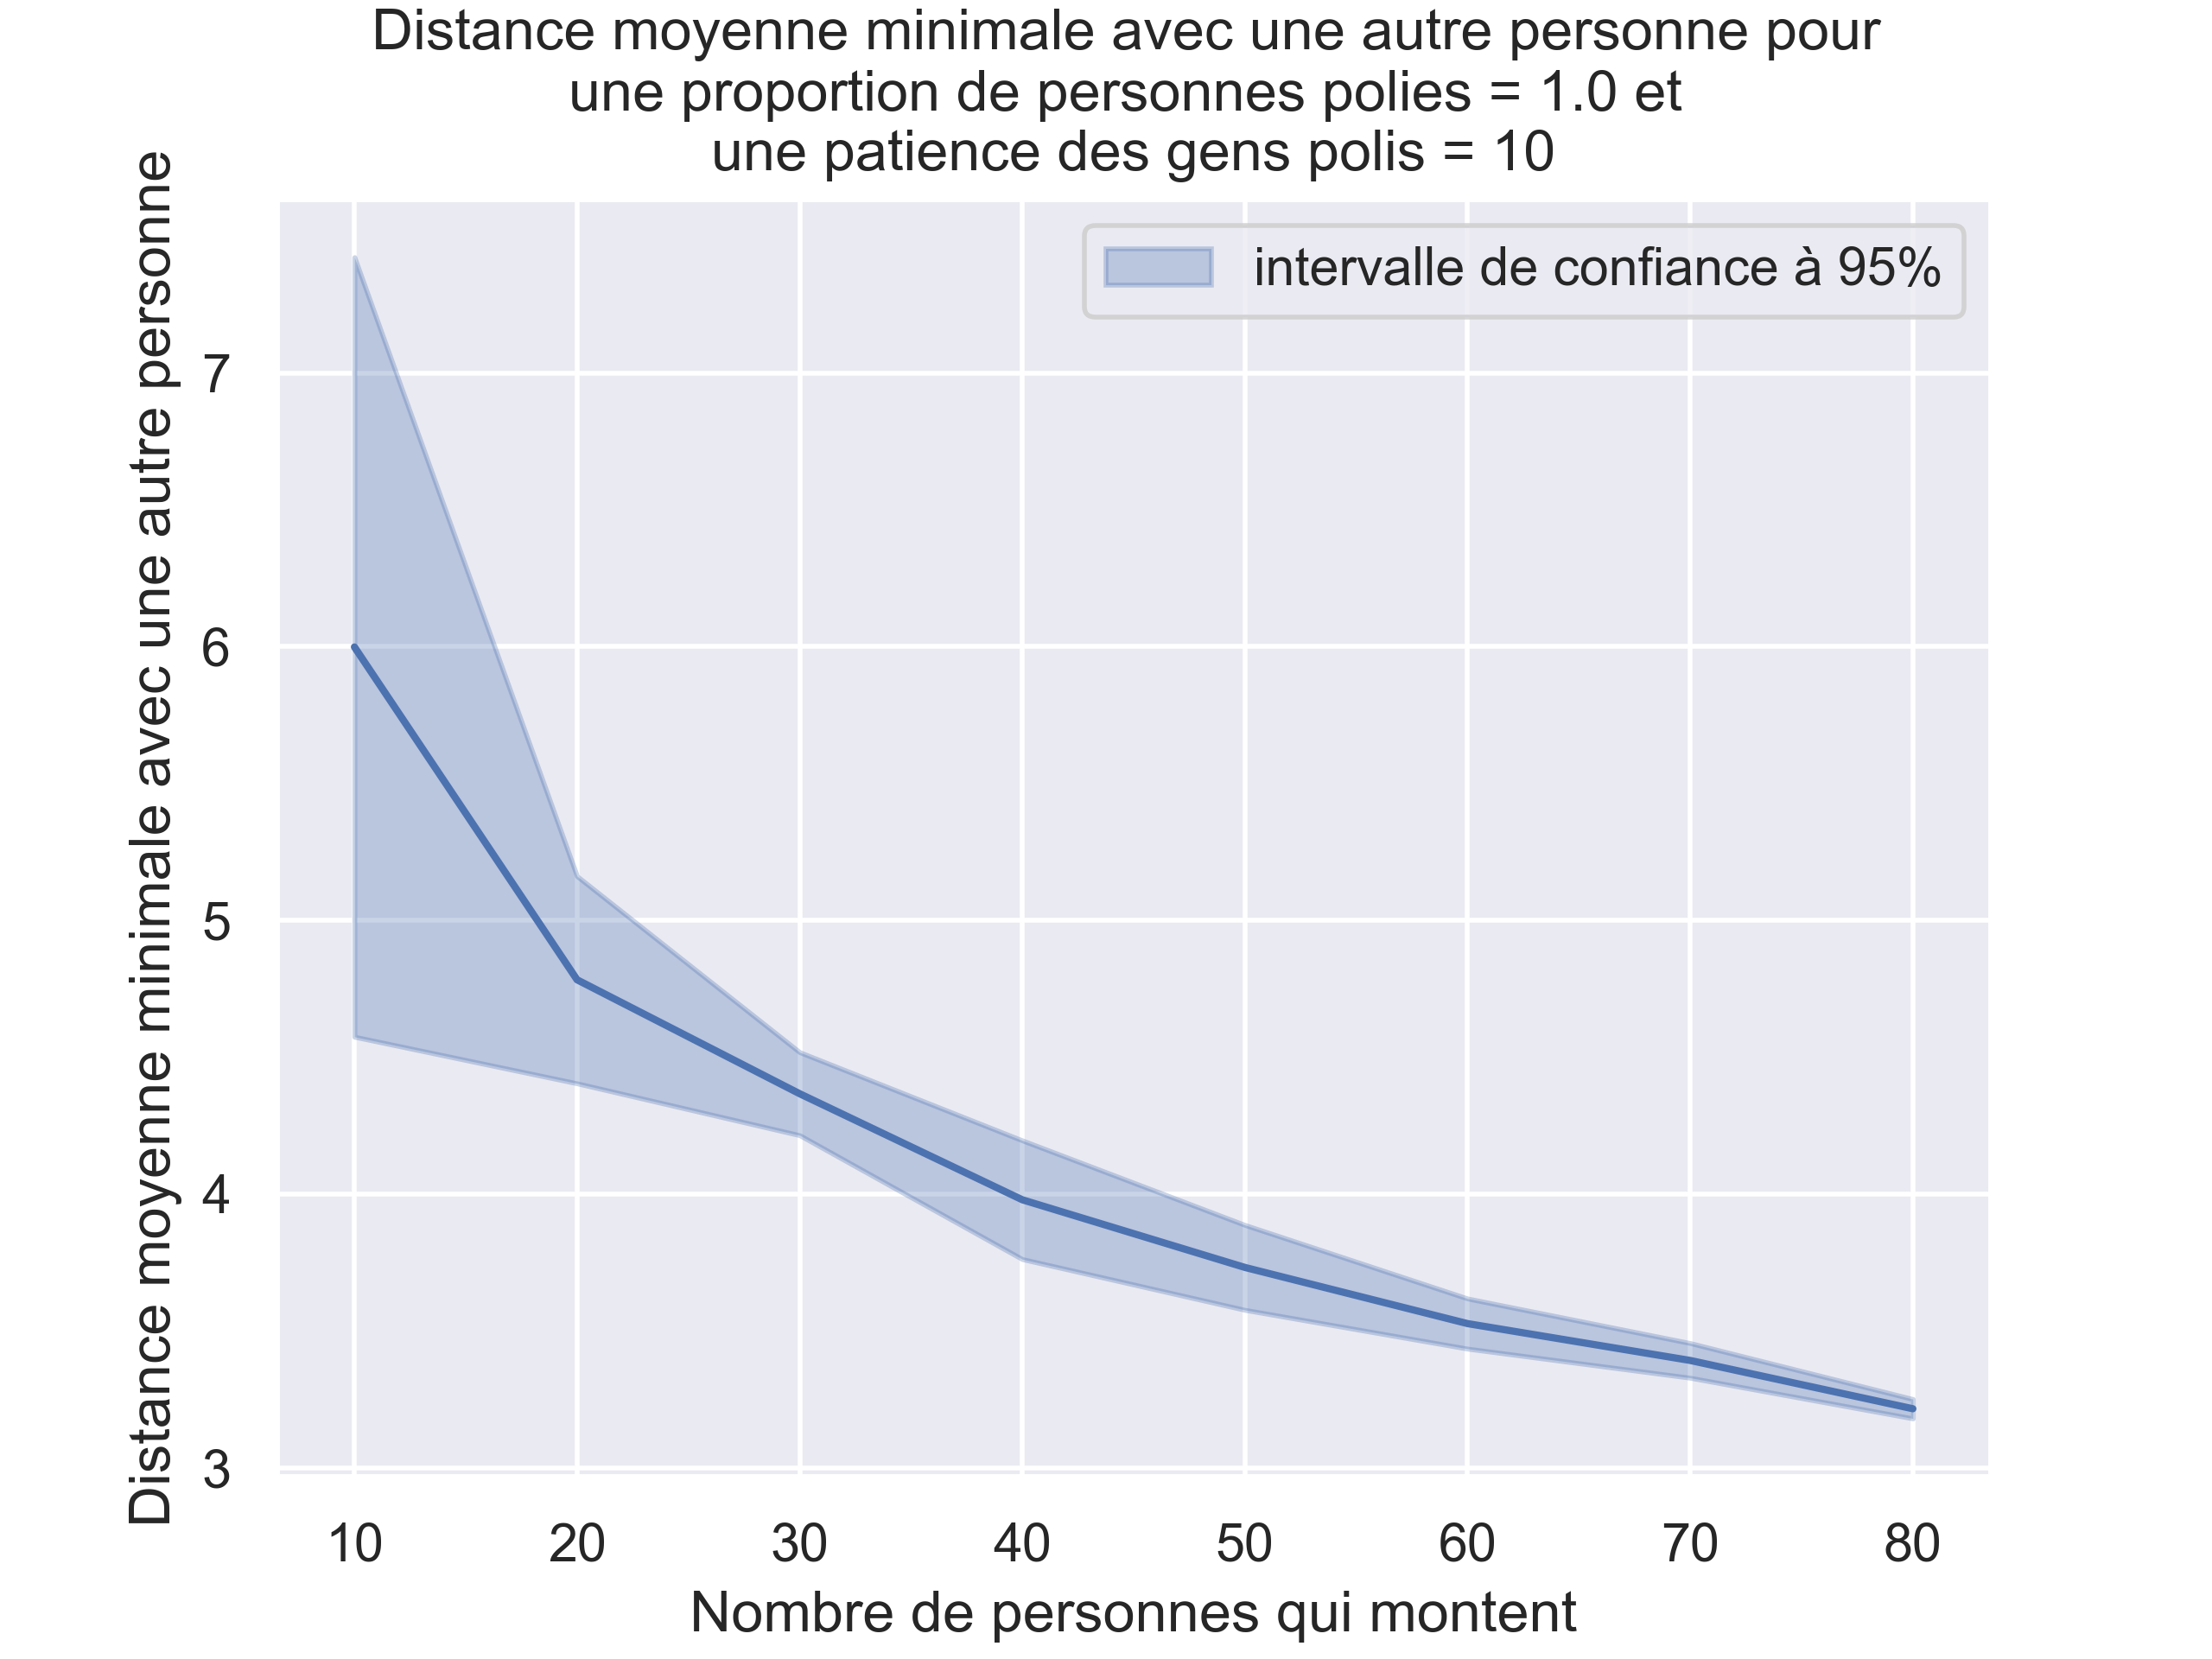 Distance moyenne minimale avec une autre personne pour
une proportion de personnes polies = 1.0 et
une patience des gens polis = 10
intervalle de confiance à 95%
Distance moyenne minimale avec une autre personne
7
6
5
4
3
10 20 30 40 50 60 70 80
Nombre de personnes qui montent